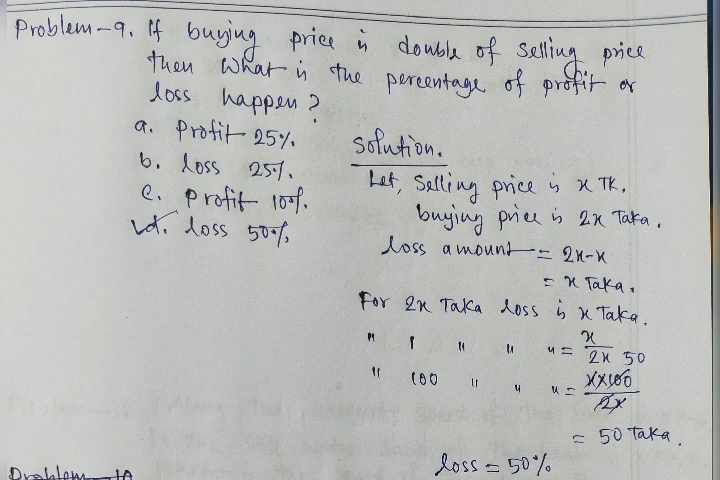 Problem-9. If buying price is double of selling price
then What is the percentage of profit or
loss happen?
a. Profit 25%.
b. loss 25%.
c. Profit 10%.
d. loss 50%.
Solution.
Let, Selling price is x TK.
buying price is 2x Taka.
loss amount = 2x-x
= x Taka.
For 2x Taka loss is x Taka.
" 1 " " " = x
2x 50
" 100 " " " = x×100
2x
= 50 Taka.
loss = 50%
Problem-10